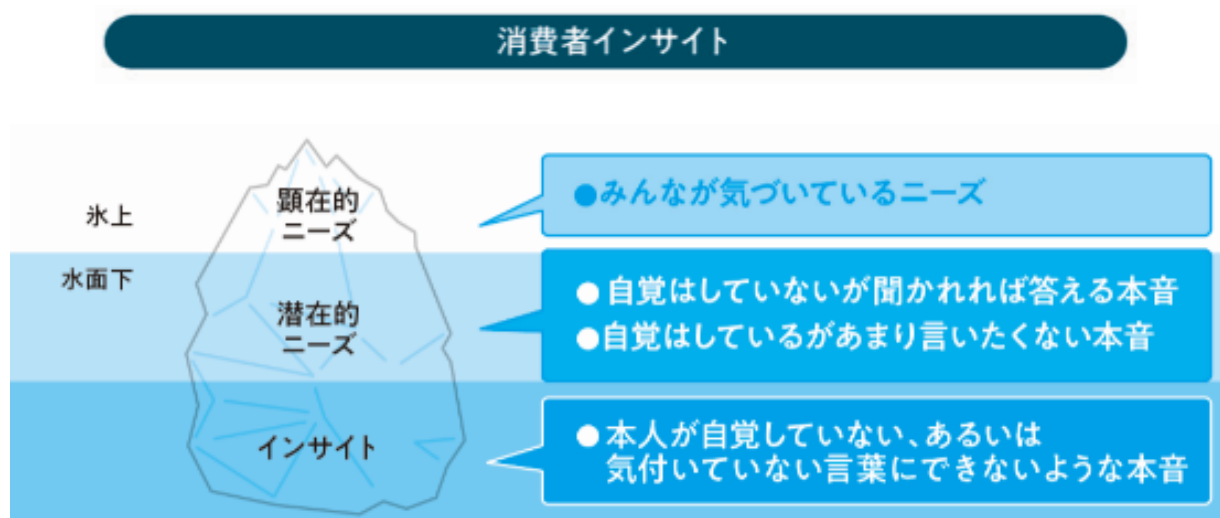 消費者インサイト
氷上
顕在的
ニーズ
●みんなが気づいているニーズ
水面下
潜在的
ニーズ
●自覚はしていないが聞かれれば答える本音
●自覚はしているがあまり言いたくない本音
インサイト
●本人が自覚していない、あるいは
気付いていない言葉にできないような本音